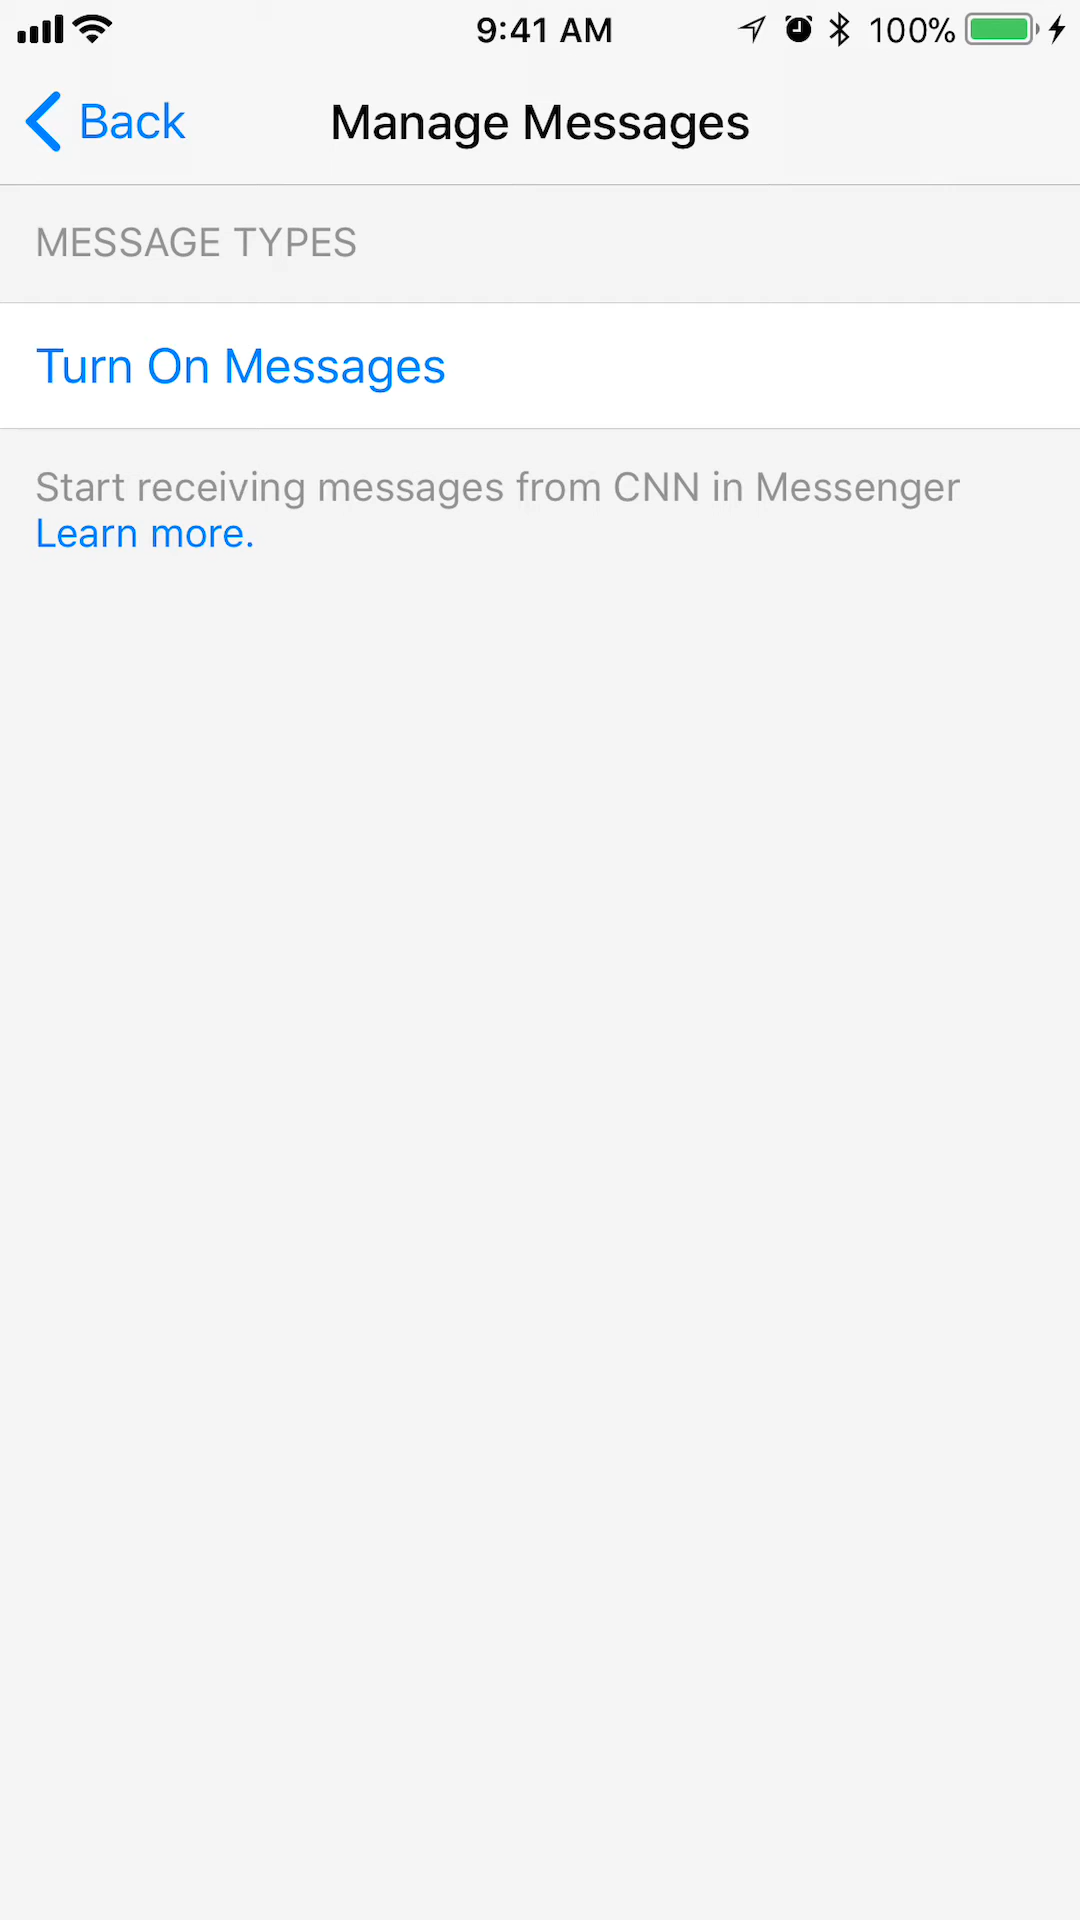 9:41 AM 100%
Back Manage Messages
MESSAGE TYPES
Turn On Messages
Start receiving messages from CNN in Messenger
Learn more.